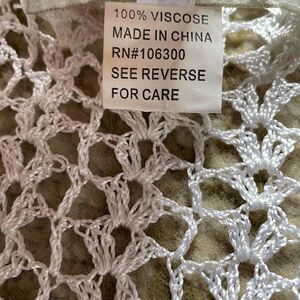 100% VISCOSE
MADE IN CHINA
RN#106300
SEE REVERSE
FOR CARE